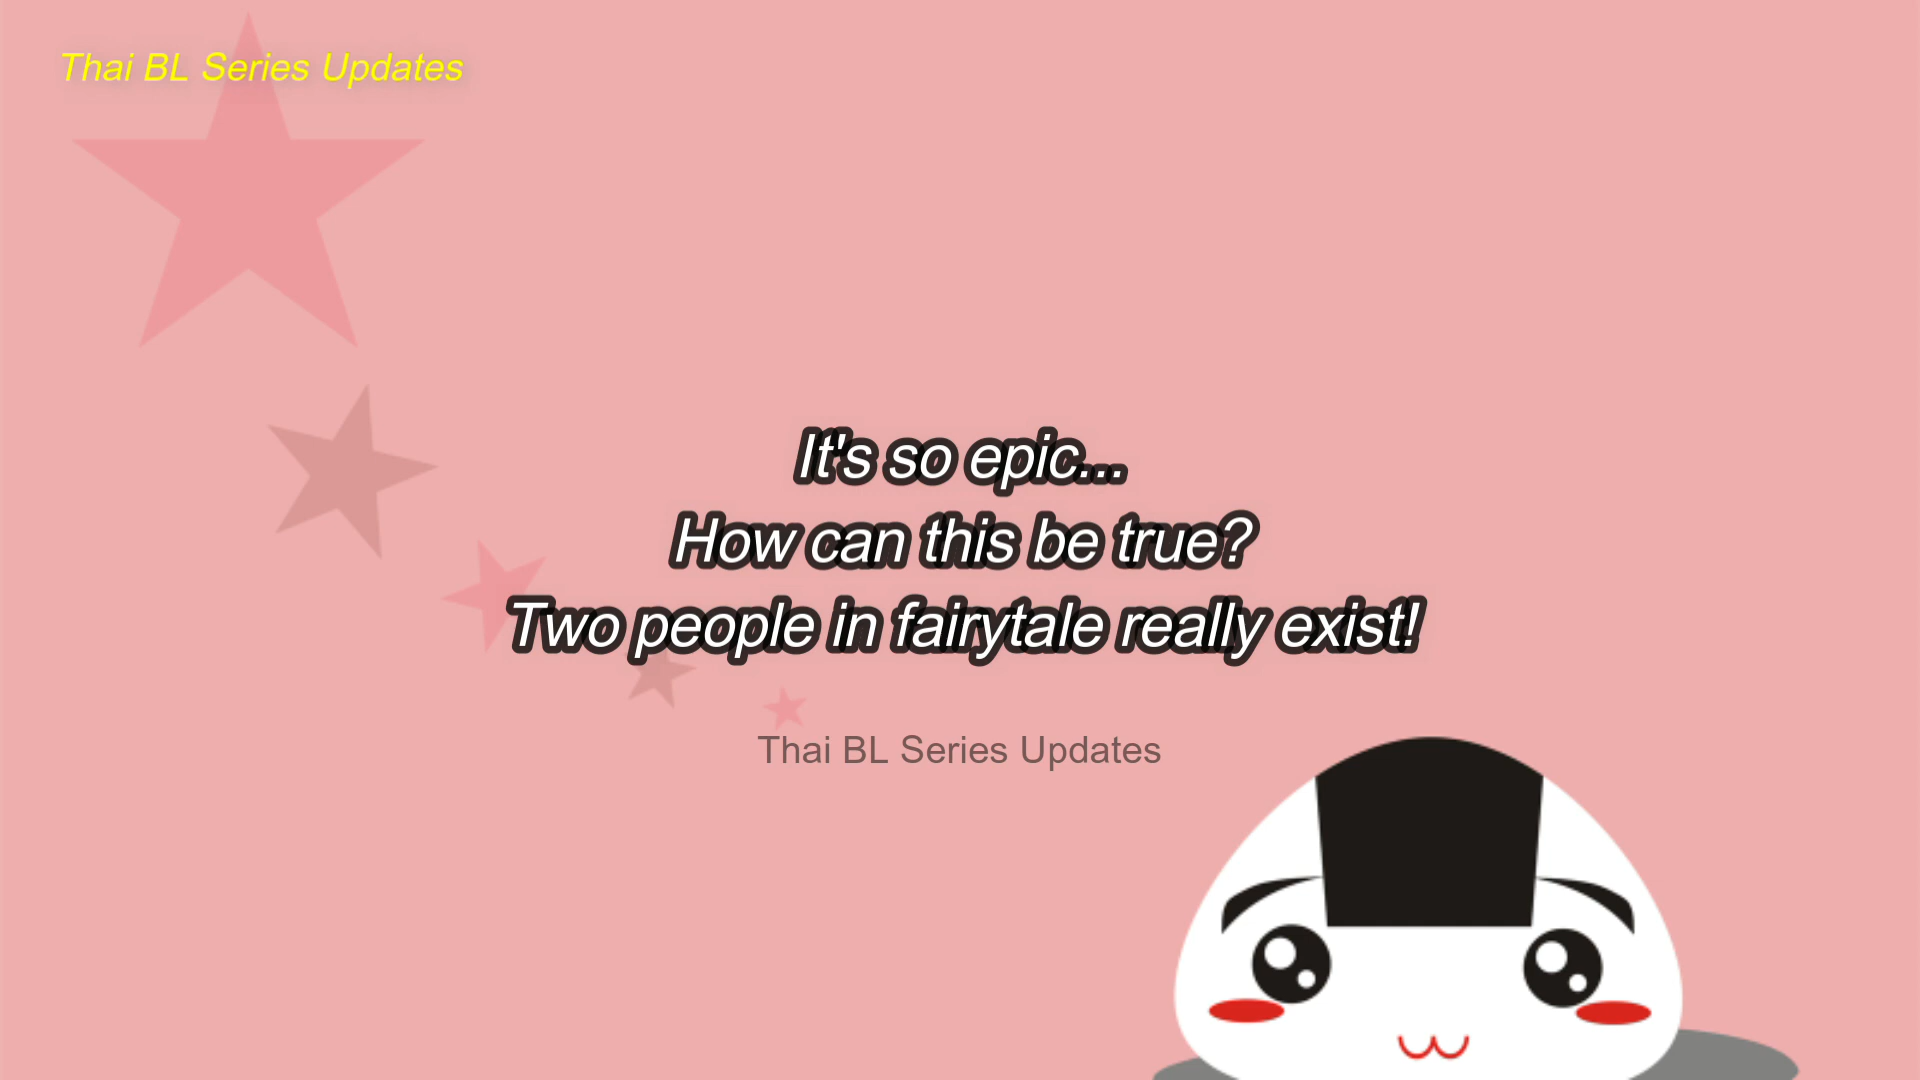 Thai BL Series Updates
It's so epic...
How can this be true?
Two people in fairytale really exist!
Thai BL Series Updates